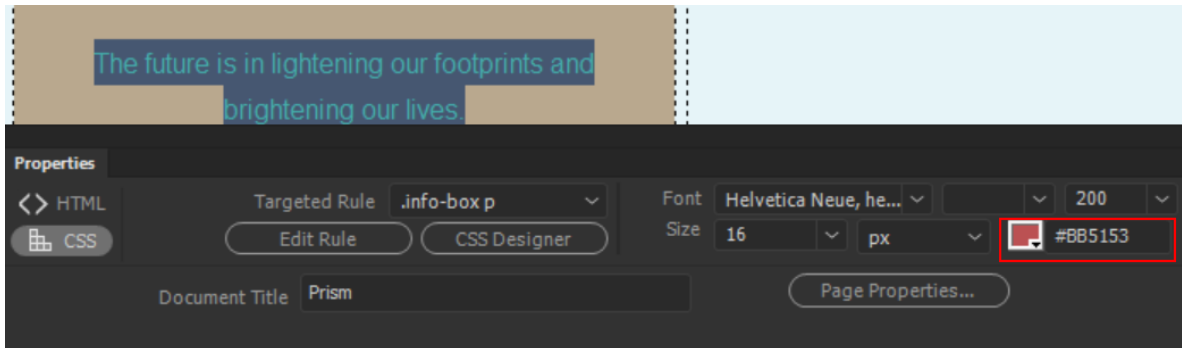 The future is in lightening our footprints and
brightening our lives.
Properties
HTML Targeted Rule .info-box p Font Helvetica Neue, he... 200
CSS Edit Rule CSS Designer Size 16 px #BB5153
Document Title Prism Page Properties...